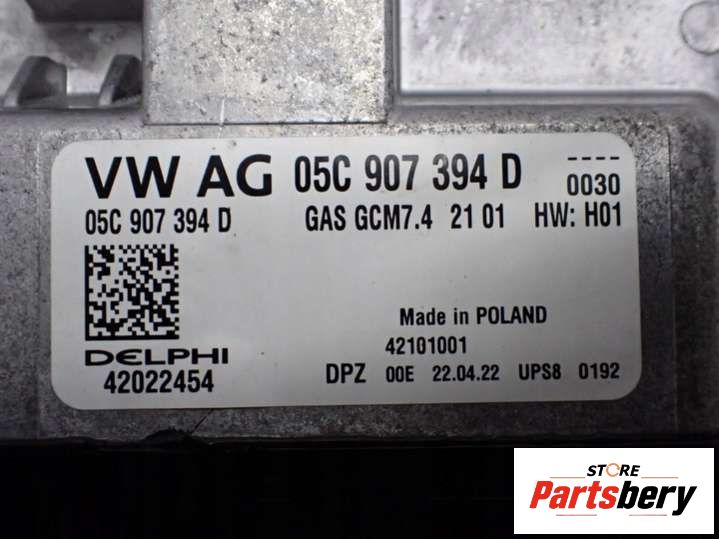 VW AG 05C 907 394 D ----
0030
05C 907 394 D GAS GCM7.4 21 01 HW: H01
Made in POLAND
DELPHI 42101001
42022454 DPZ 00E 22.04.22 UPS8 0192
STORE
Partsbery